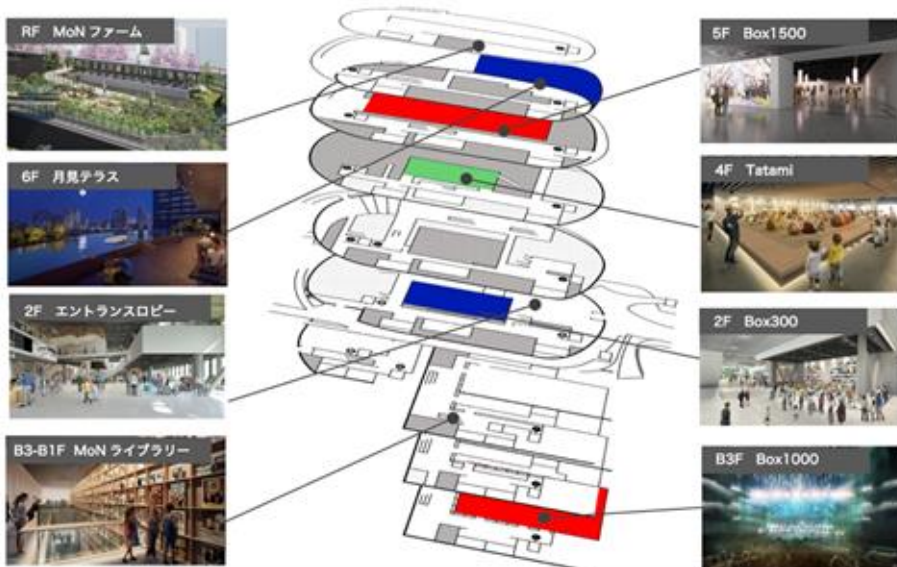 RF MoN ファーム
6F 月見テラス
2F エントランスロビー
B3-B1F MoN ライブラリー
5F Box1500
4F Tatami
2F Box300
B3F Box1000